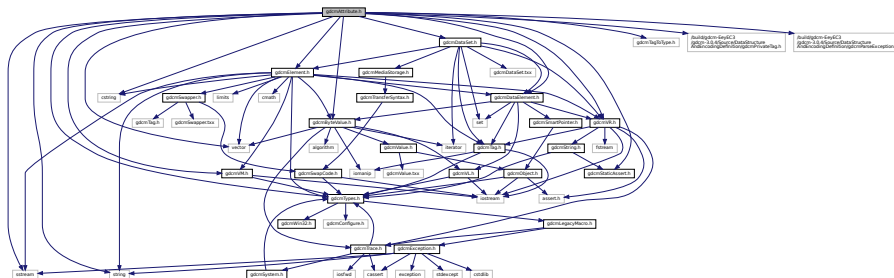 gdcmAttribute.h
gdcmDataSet.h
gdcmTagToType.h
/build/gdcm-EeyEC3
/gdcm-3.0.4/Source/DataStructure
AndEncodingDefinition/gdcmPrivateTag.h
/build/gdcm-EeyEC3
/gdcm-3.0.4/Source/DataStructure
AndEncodingDefinition/gdcmParseException.h
gdcmElement.h
gdcmMediaStorage.h
gdcmDataSet.txx
cstring
gdcmSwapper.h
limits
cmath
gdcmTransferSyntax.h
gdcmDataElement.h
gdcmTag.h
gdcmSwapper.txx
gdcmByteValue.h
set
gdcmSmartPointer.h
gdcmVR.h
vector
algorithm
gdcmValue.h
iterator
gdcmTag.h
gdcmString.h
fstream
gdcmVM.h
gdcmSwapCode.h
iomanip
gdcmValue.txx
gdcmVL.h
gdcmObject.h
gdcmStaticAssert.h
gdcmTypes.h
iostream
assert.h
gdcmWin32.h
gdcmConfigure.h
gdcmLegacyMacro.h
gdcmTrace.h
gdcmException.h
sstream
string
gdcmSystem.h
iosfwd
cassert
exception
stdexcept
cstdlib